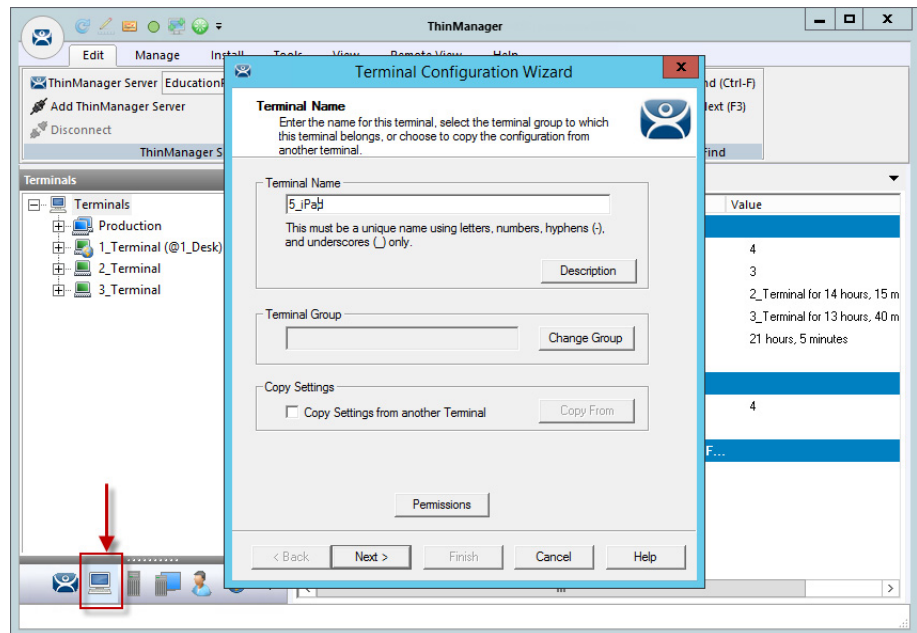 ThinManager
Edit Manage Install Tools View Remote View Help
ThinManager Server
Add ThinManager Server
Disconnect
ThinManager S
nd (Ctrl-F)
Next (F3)
Find
Terminals
Terminals
Production
1_Terminal (@1_Desk)
2_Terminal
3_Terminal
Terminal Configuration Wizard
x
Terminal Name
Enter the name for this terminal, select the terminal group to which
this terminal belongs, or choose to copy the configuration from
another terminal.
Terminal Name
5_iPad
This must be a unique name using letters, numbers, hyphens (-),
and underscores (_) only.
Description
Terminal Group
Change Group
Copy Settings
Copy Settings from another Terminal
Copy From
Permissions
< Back Next > Finish Cancel Help
Value
4
3
2_Terminal for 14 hours, 15 m
3_Terminal for 13 hours, 40 m
21 hours, 5 minutes
4
F...